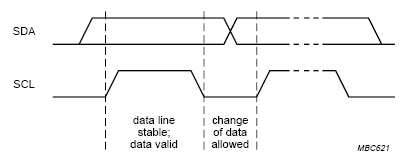 SDA
SCL
data line
stable;
data valid
change
of data
allowed
MBC621